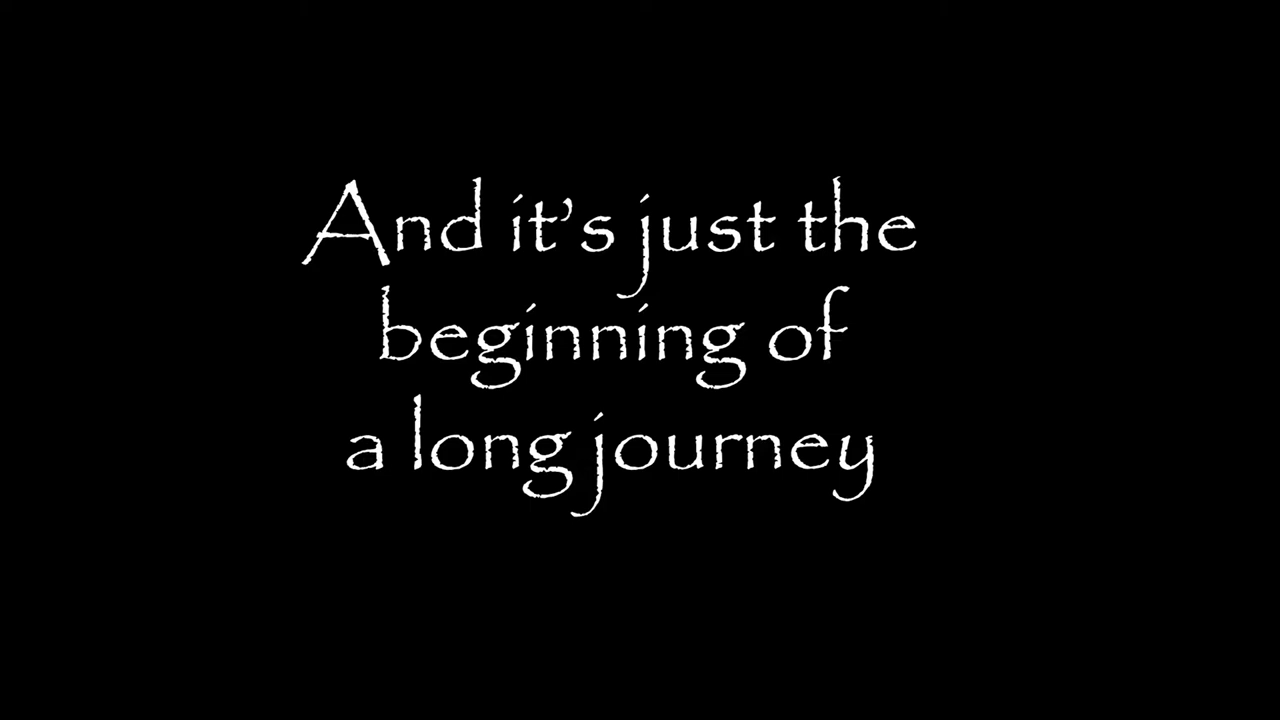 And it’s just the
beginning of
a long journey